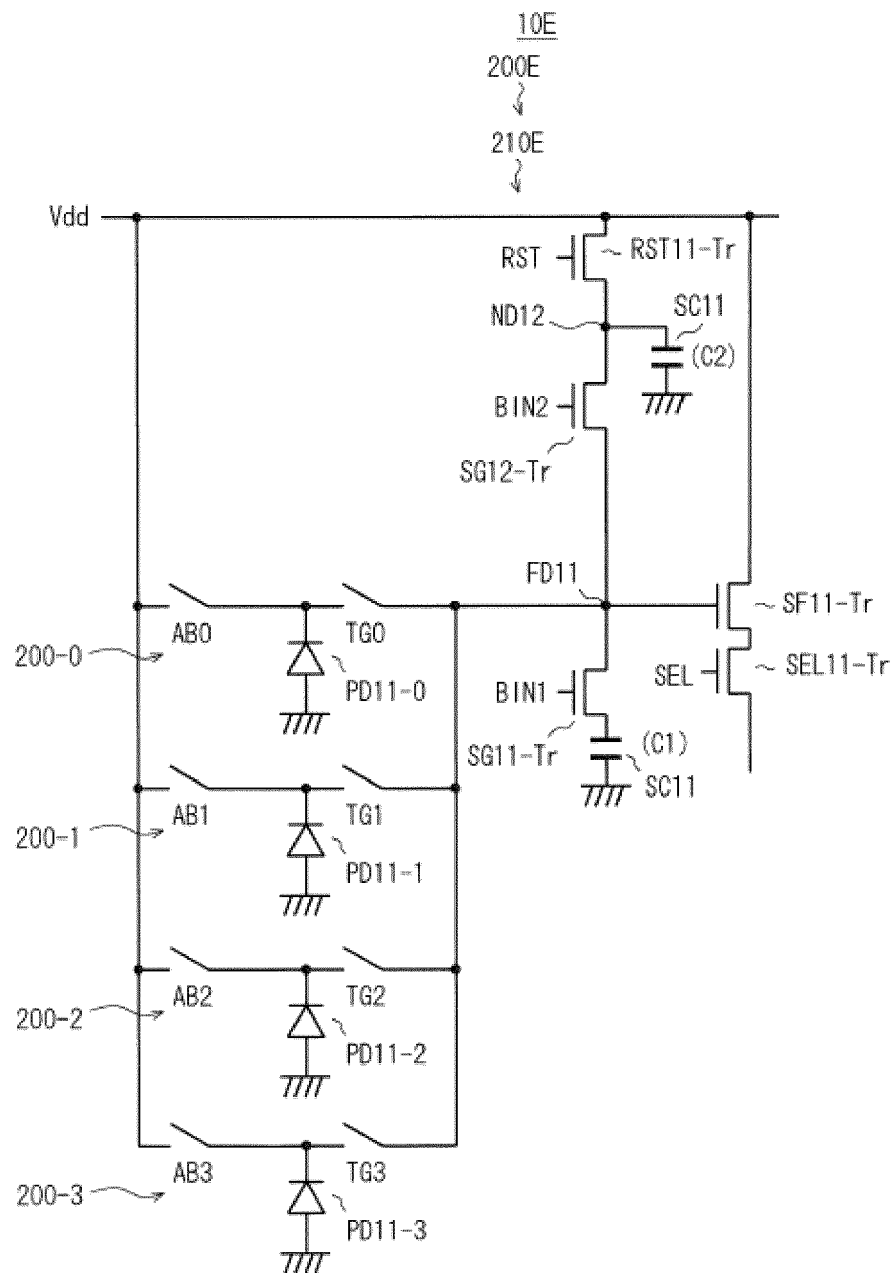 10E
200E
210E
Vdd
RST
RST11-Tr
ND12
SC11
(C2)
BIN2
SG12-Tr
FD11
SF11-Tr
AB0
TG0
200-0
PD11-0
BIN1
SEL
SEL11-Tr
SG11-Tr
(C1)
SC11
AB1
TG1
200-1
PD11-1
AB2
TG2
200-2
PD11-2
AB3
TG3
200-3
PD11-3